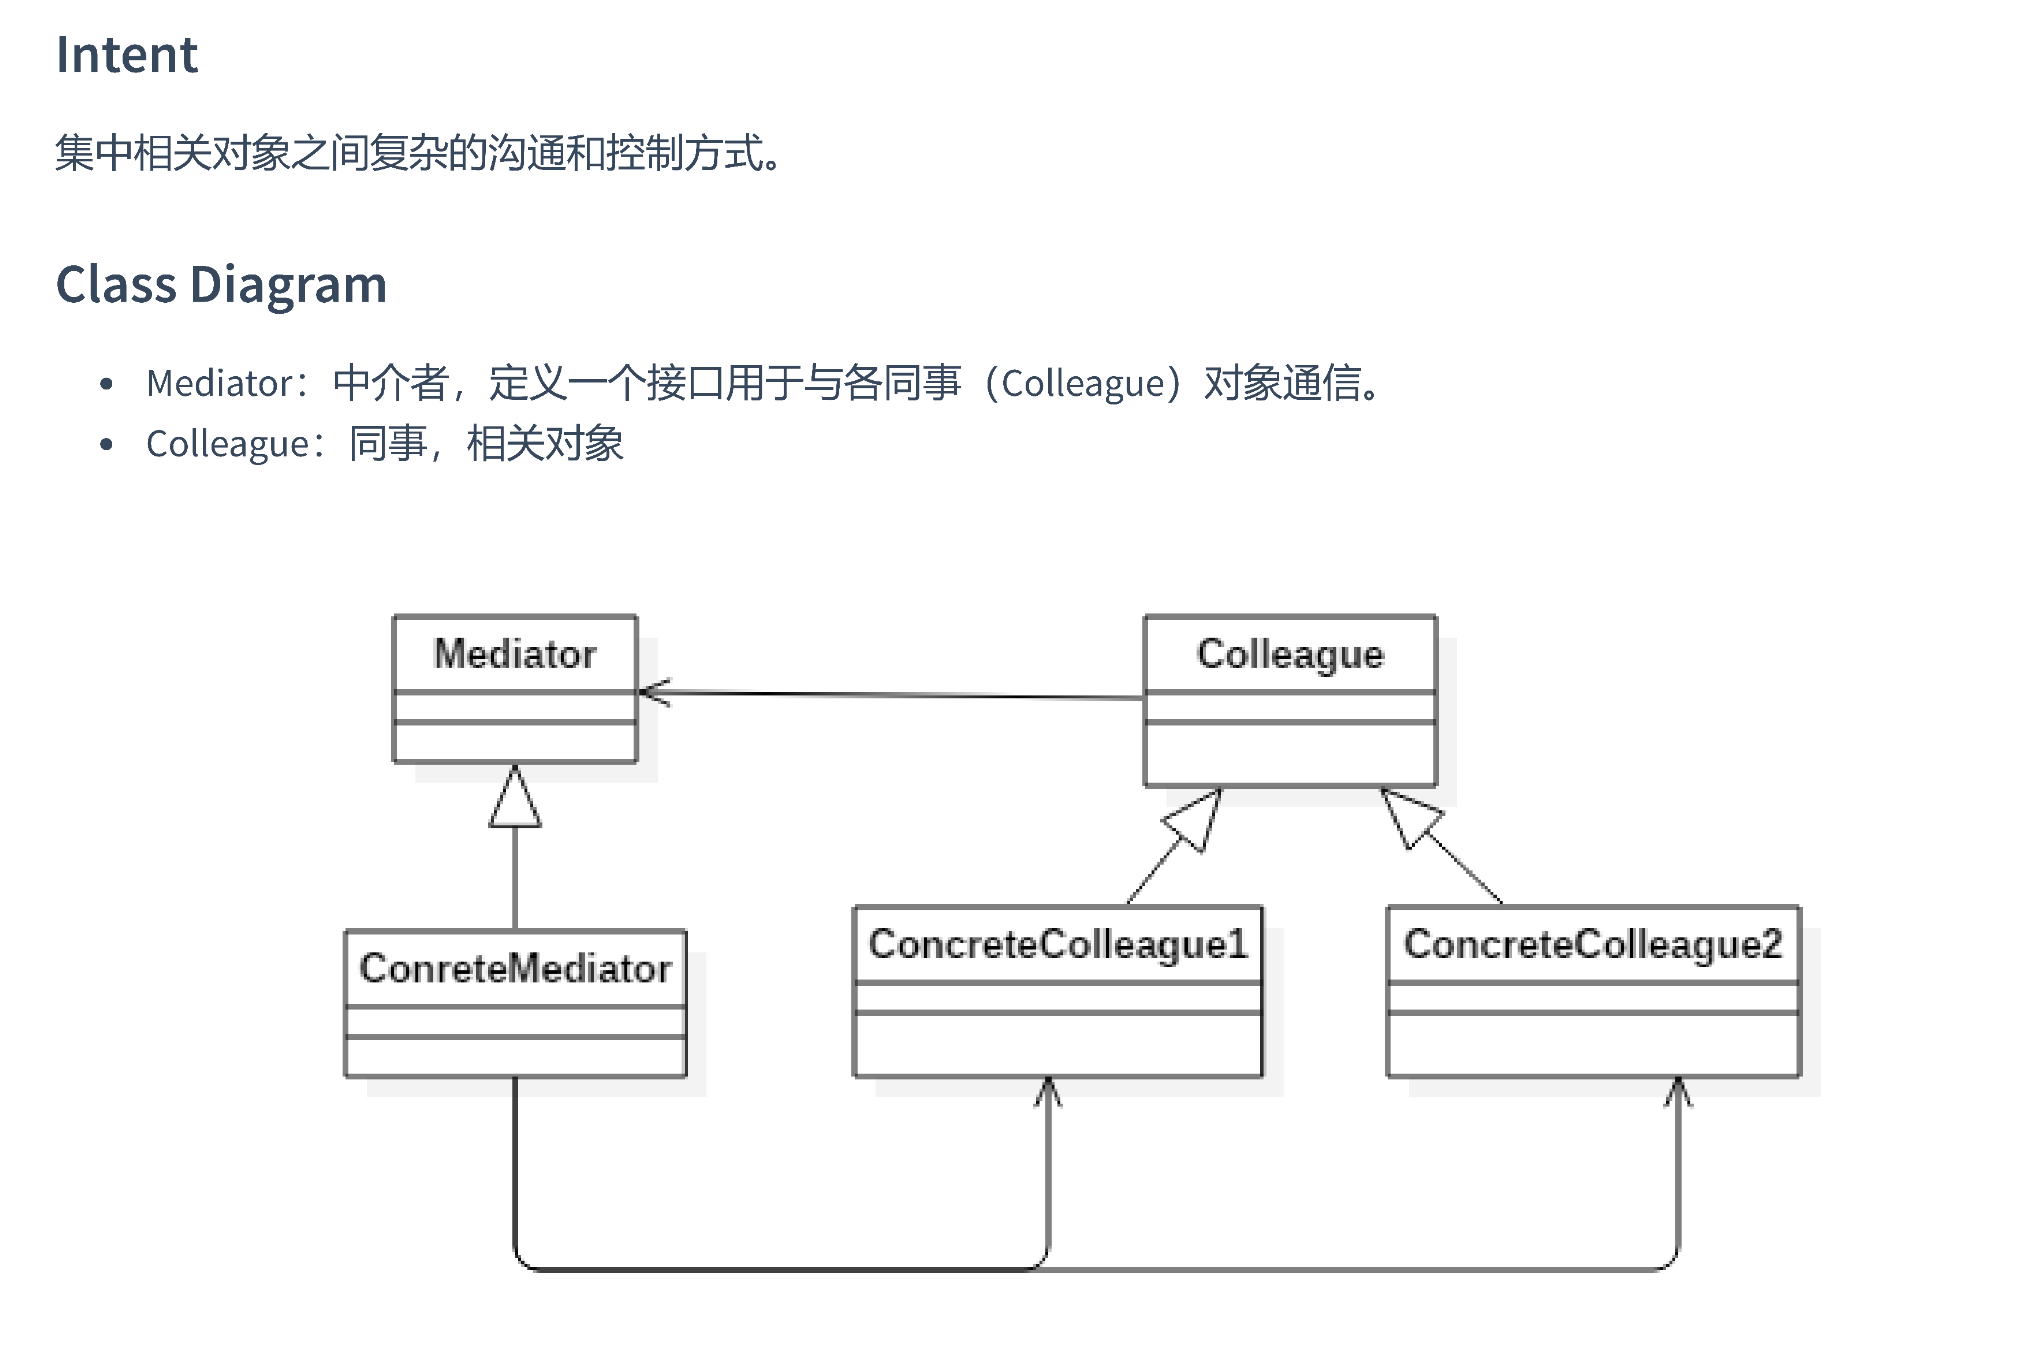 Intent
集中相关对象之间复杂的沟通和控制方式。
Class Diagram
• Mediator：中介者，定义一个接口用于与各同事（Colleague）对象通信。
• Colleague：同事，相关对象
Mediator
Colleague
ConreteMediator
ConcreteColleague1
ConcreteColleague2